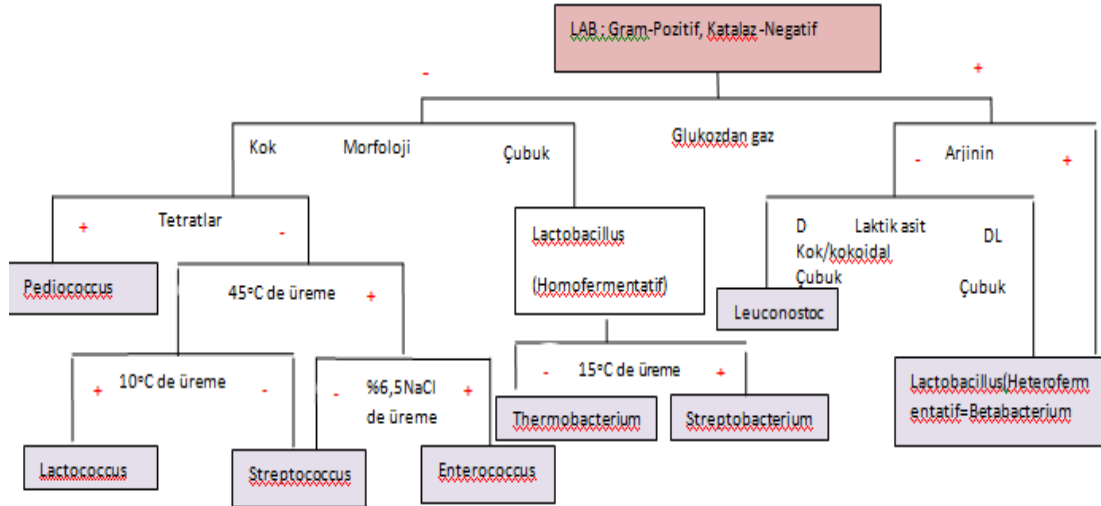 LAB : Gram-Pozitif, Katalaz -Negatif
- +
Glukozdan gaz
Kok Morfoloji Çubuk
- Arjinin +
+ Tetratlar -
Lactobacillus
(Homofermentatif)
D Laktik asit DL
Kok/kokoidal
Çubuk
Çubuk
Pediococcus
45°C de üreme +
Leuconostoc
+ 10°C de üreme -
- %6,5NaCl +
de üreme
- 15°C de üreme +
Lactobacillus(Heteroferm
entatif=Betabacterium
Thermobacterium
Streptobacterium
Lactococcus
Streptococcus
Enterococcus